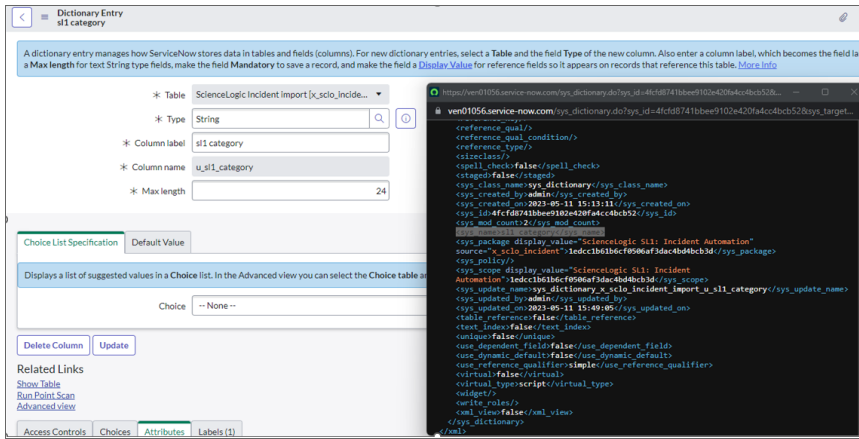 Dictionary Entry
sl1 category
A dictionary entry manages how ServiceNow stores data in tables and fields (columns). For new dictionary entries, select a Table and the field Type of the new column. Also enter a column label, which becomes the field la
a Max length for text String type fields, make the field Mandatory to save a record, and make the field a Display Value for reference fields so it appears on records that reference this table. More Info
Table ScienceLogic Incident import [x_sclo_incide...
Type String
Column label sl1 category
Column name u_sl1_category
Max length 24
Choice List Specification Default Value
Displays a list of suggested values in a Choice list. In the Advanced view you can select the Choice table a
Choice -- None --
Delete Column Update
Related Links
Show Table
Run Point Scan
Advanced view
Access Controls Choices Attributes Labels (1)
https://ven01056.service-now.com/sys_dictionary.do?sys_id=4fcfd8741bbee9102e420fa4cc4bcb52&...
ven01056.service-now.com/sys_dictionary.do?sys_id=4fcfd8741bbee9102e420fa4cc4bcb52&sys_target...
<reference_qual/>
<reference_qual_condition/>
<reference_type/>
<sizeclass/>
<spell_check>false</spell_check>
<staged>false</staged>
<sys_class_name>sys_dictionary</sys_class_name>
<sys_created_by>admin</sys_created_by>
<sys_created_on>2023-05-11 15:13:11</sys_created_on>
<sys_id>4fcfd8741bbee9102e420fa4cc4bcb52</sys_id>
<sys_mod_count>2</sys_mod_count>
<sys_name>sl1 category</sys_name>
<sys_package display_value="ScienceLogic SL1: Incident Automation"
source="x_sclo_incident">1edcc1b61b6cf0506af3dac4bd4bcb3d</sys_package>
<sys_policy/>
<sys_scope display_value="ScienceLogic SL1: Incident
Automation">1edcc1b61b6cf0506af3dac4bd4bcb3d</sys_scope>
<sys_update_name>sys_dictionary_x_sclo_incident_import_u_sl1_category</sys_update_name>
<sys_updated_by>admin</sys_updated_by>
<sys_updated_on>2023-05-11 15:49:05</sys_updated_on>
<table_reference>false</table_reference>
<text_index>false</text_index>
<unique>false</unique>
<use_dependent_field>false</use_dependent_field>
<use_dynamic_default>false</use_dynamic_default>
<use_reference_qualifier>simple</use_reference_qualifier>
<virtual>false</virtual>
<virtual_type>script</virtual_type>
<widget/>
<write_roles/>
<xml_view>false</xml_view>
</sys_dictionary>
</xml>